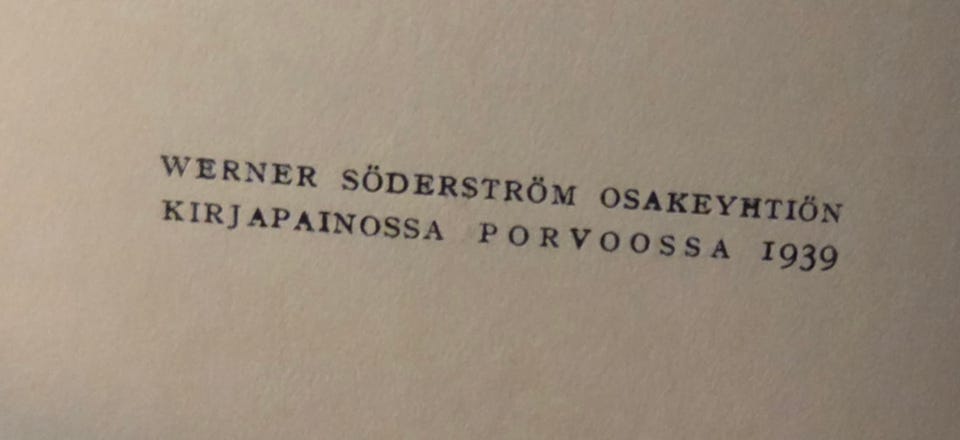 WERNER SÖDERSTRÖM OSAKEYHTIÖN
KIRJAPAINOSSA PORVOOSSA 1939